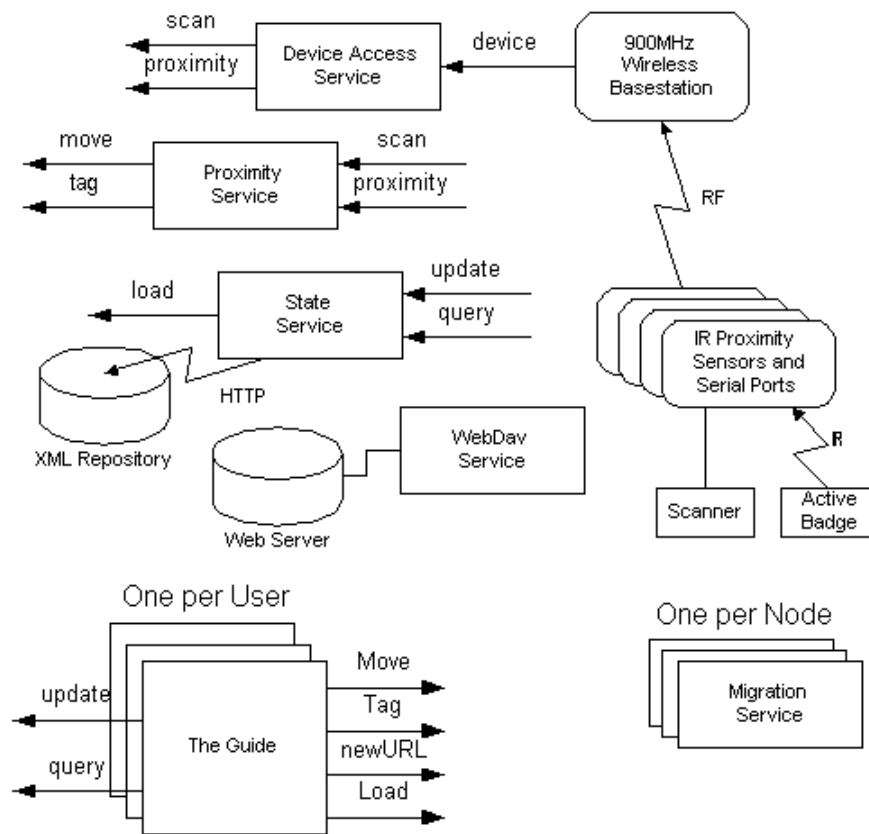 scan
proximity
Device Access
Service
device
900MHz
Wireless
Basestation
move
tag
Proximity
Service
scan
proximity
RF
load
State
Service
update
query
HTTP
XML Repository
IR Proximity
Sensors and
Serial Ports
IR
WebDav
Service
Web Server
Scanner
Active
Badge
One per User
update
query
The Guide
Move
Tag
newURL
Load
One per Node
Migration
Service